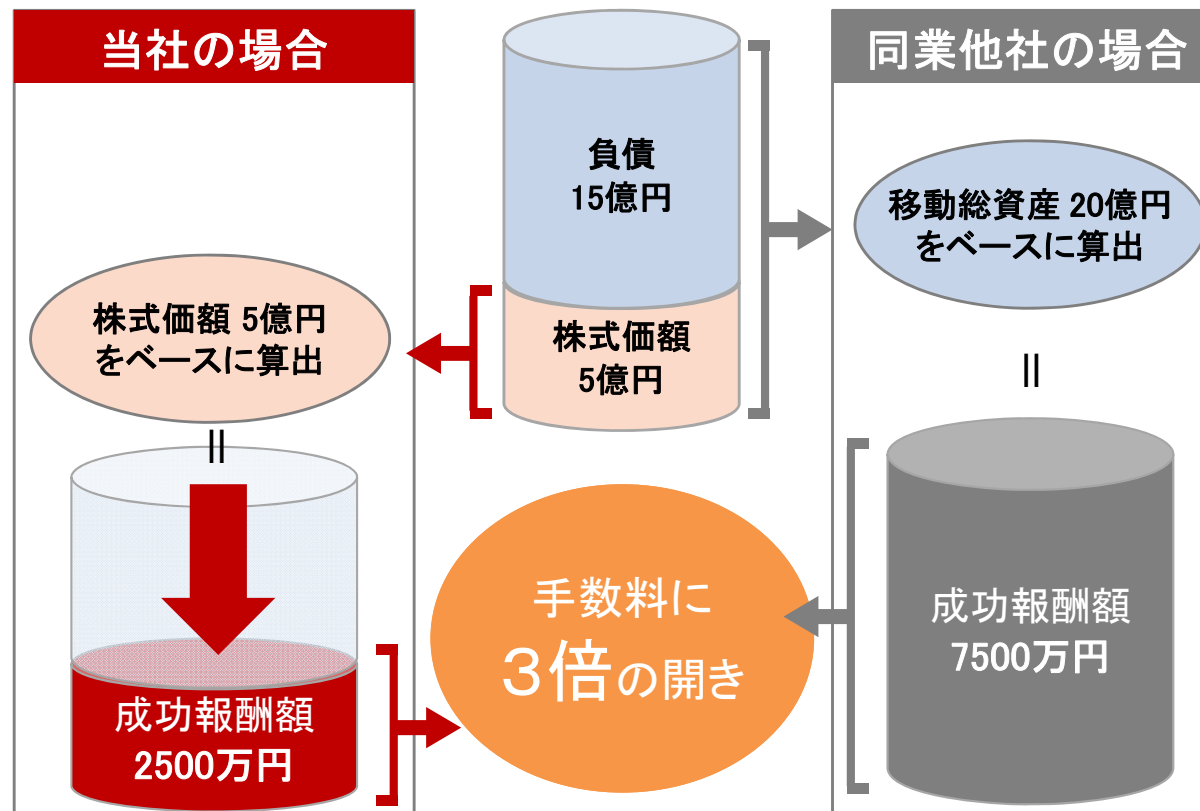 当社の場合
株式価額 5億円
をベースに算出
=
成功報酬額
2500万円
負債
15億円
株式価額
5億円
手数料に
3倍の開き
同業他社の場合
移動総資産 20億円
をベースに算出
=
成功報酬額
7500万円